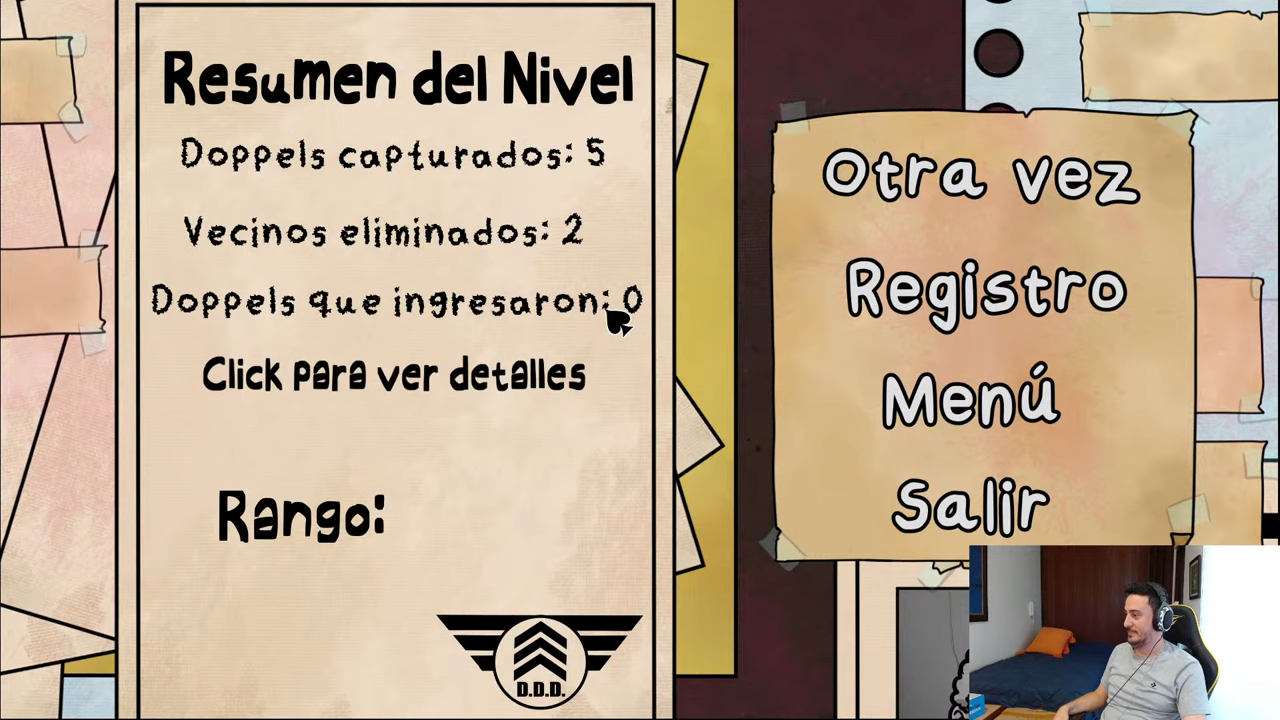 Resumen del Nivel
Doppels capturados: 5
Vecinos eliminados: 2
Doppels que ingresaron: 0
Click para ver detalles
Rango:
D.D.D.
Otra vez
Registro
Menú
Salir